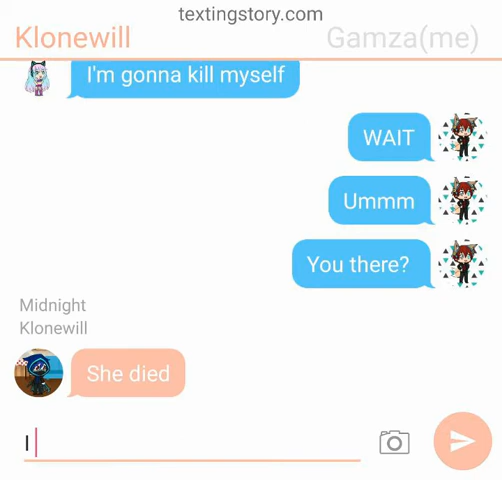 textingstory.com
Klonewill
Gamza(me)
I'm gonna kill myself
WAIT
Ummm
You there?
Midnight
Klonewill
She died
I